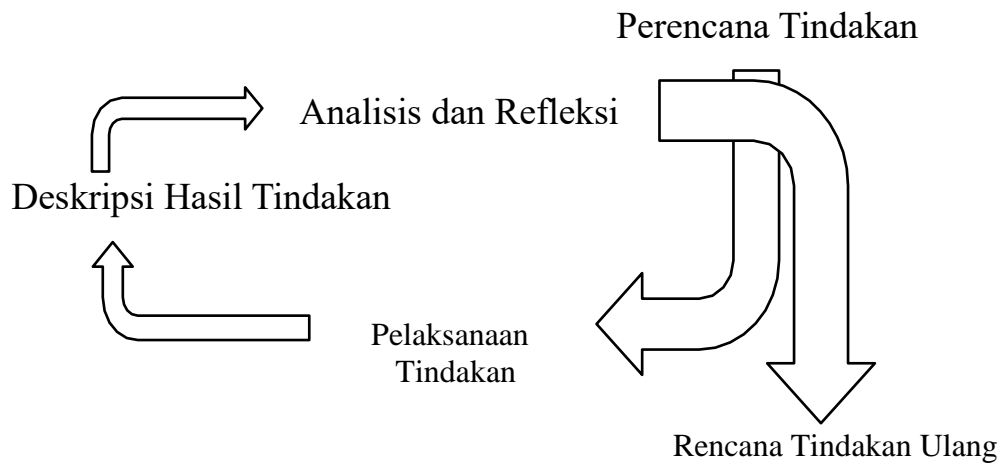 Perencana Tindakan
Analisis dan Refleksi
Deskripsi Hasil Tindakan
Pelaksanaan
Tindakan
Rencana Tindakan Ulang